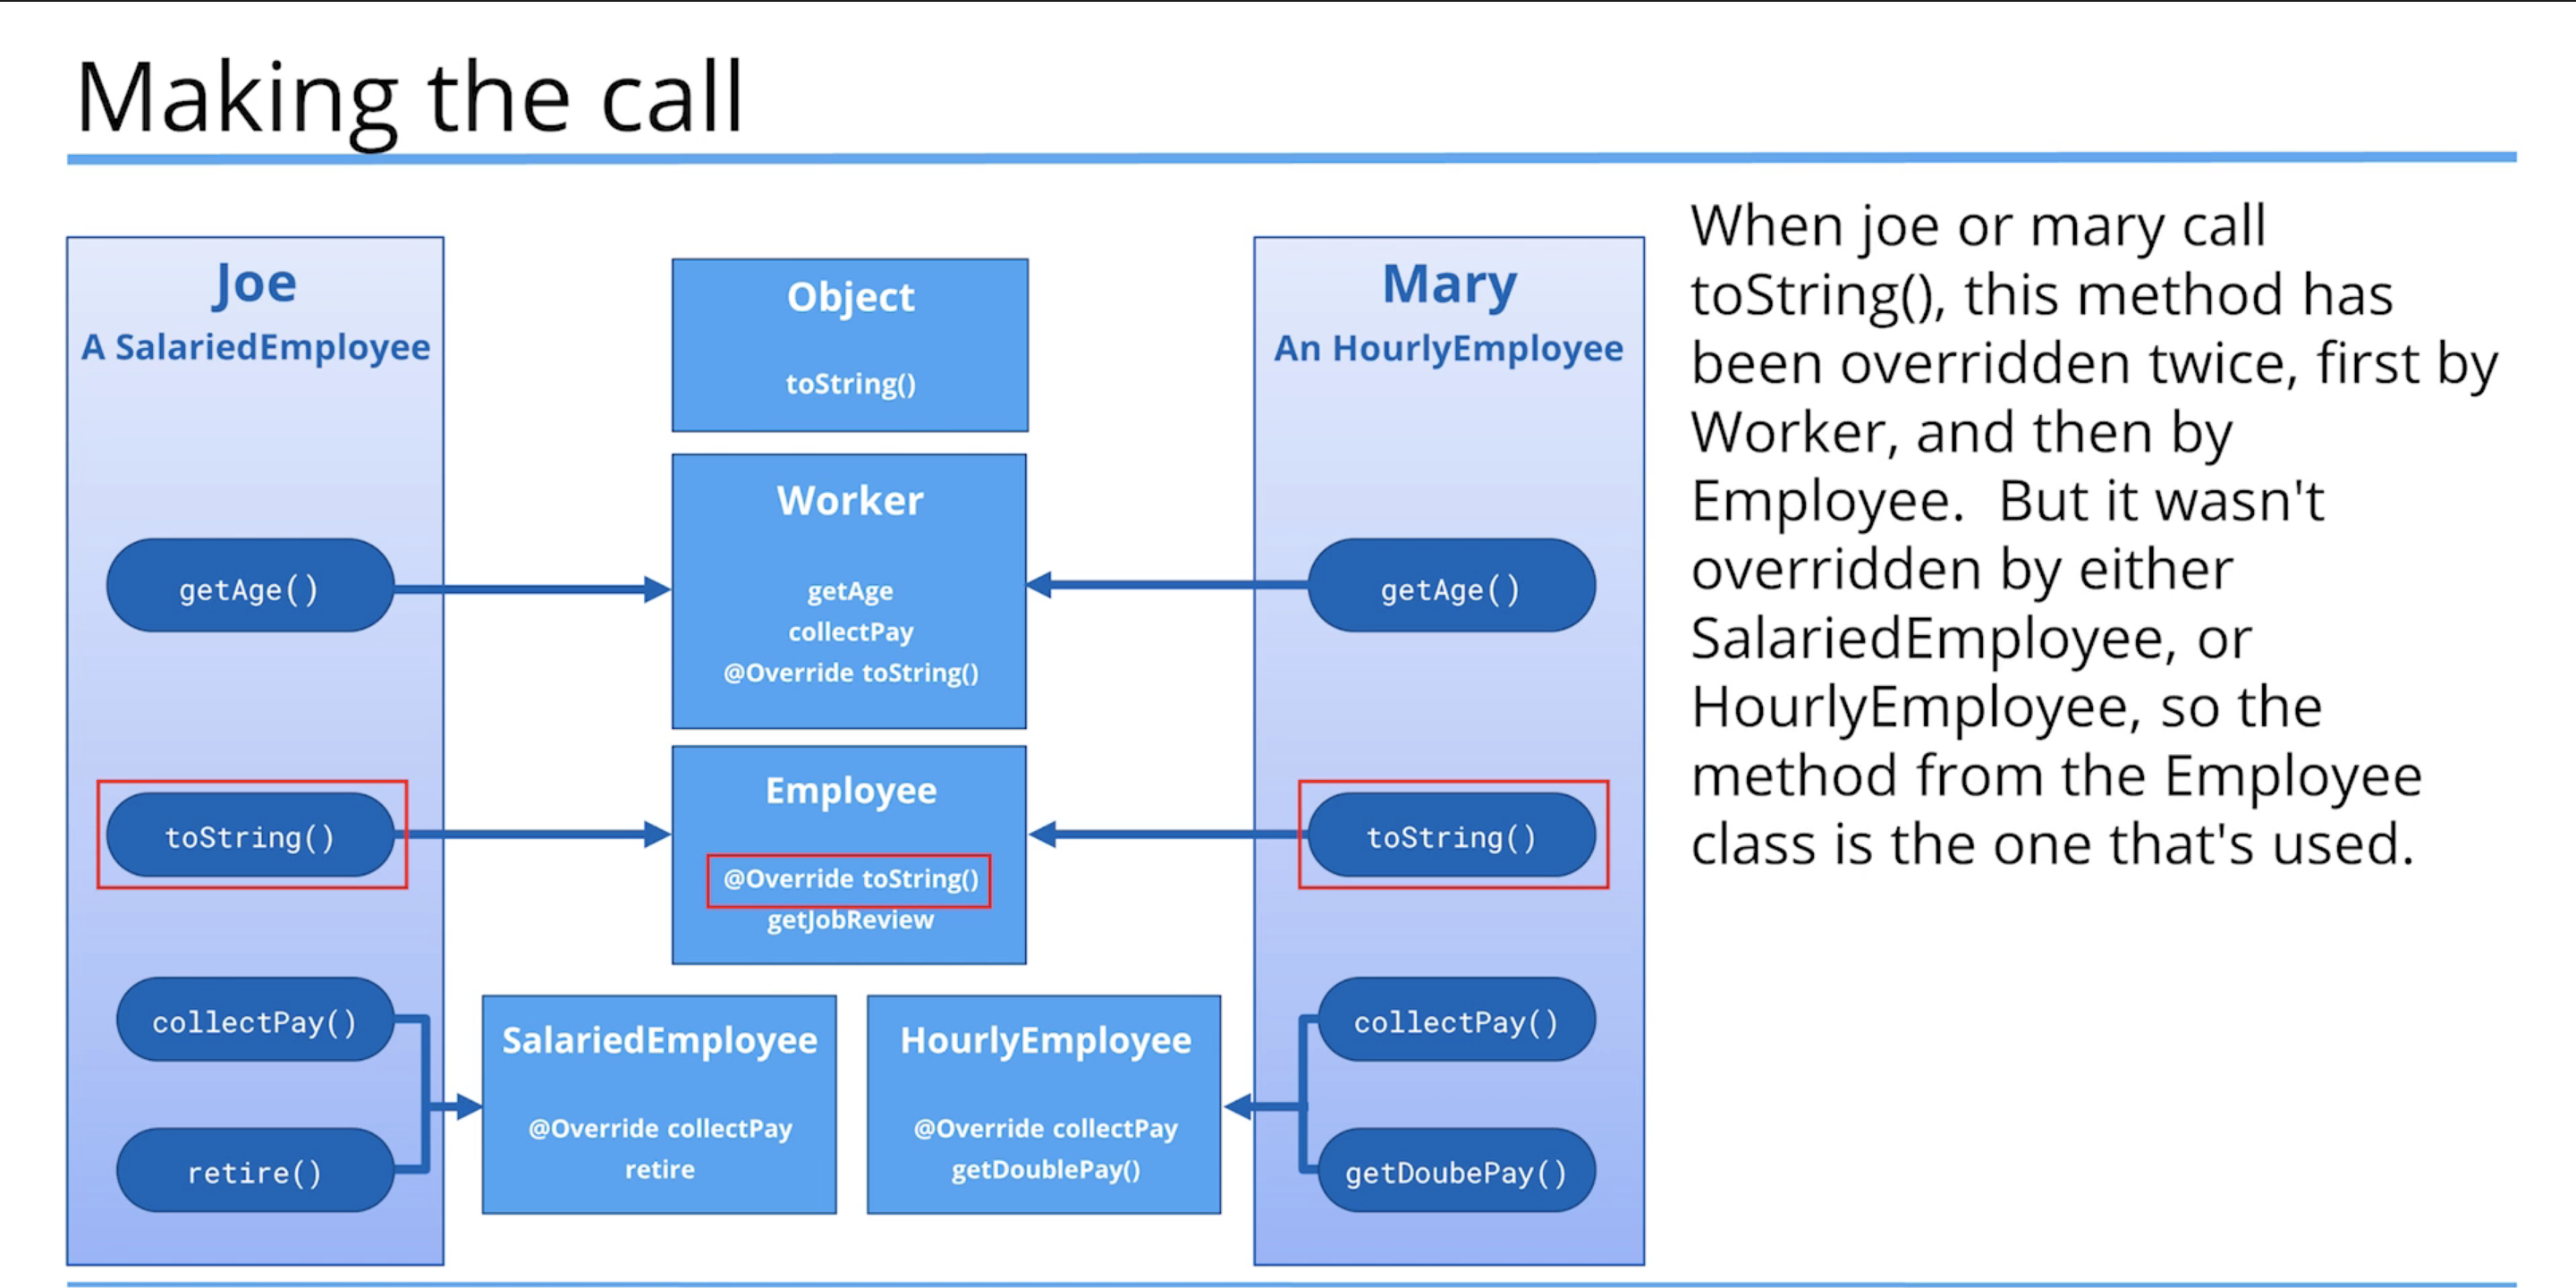 Making the call
Joe
A SalariedEmployee
getAge()
toString()
collectPay()
retire()
Object
toString()
Worker
getAge
collectPay
@Override toString()
Employee
@Override toString()
getJobReview
SalariedEmployee
@Override collectPay
retire
HourlyEmployee
@Override collectPay
getDoublePay()
Mary
An HourlyEmployee
getAge()
toString()
collectPay()
getDoubePay()
When joe or mary call
toString(), this method has
been overridden twice, first by
Worker, and then by
Employee.  But it wasn't
overridden by either
SalariedEmployee, or
HourlyEmployee, so the
method from the Employee
class is the one that's used.